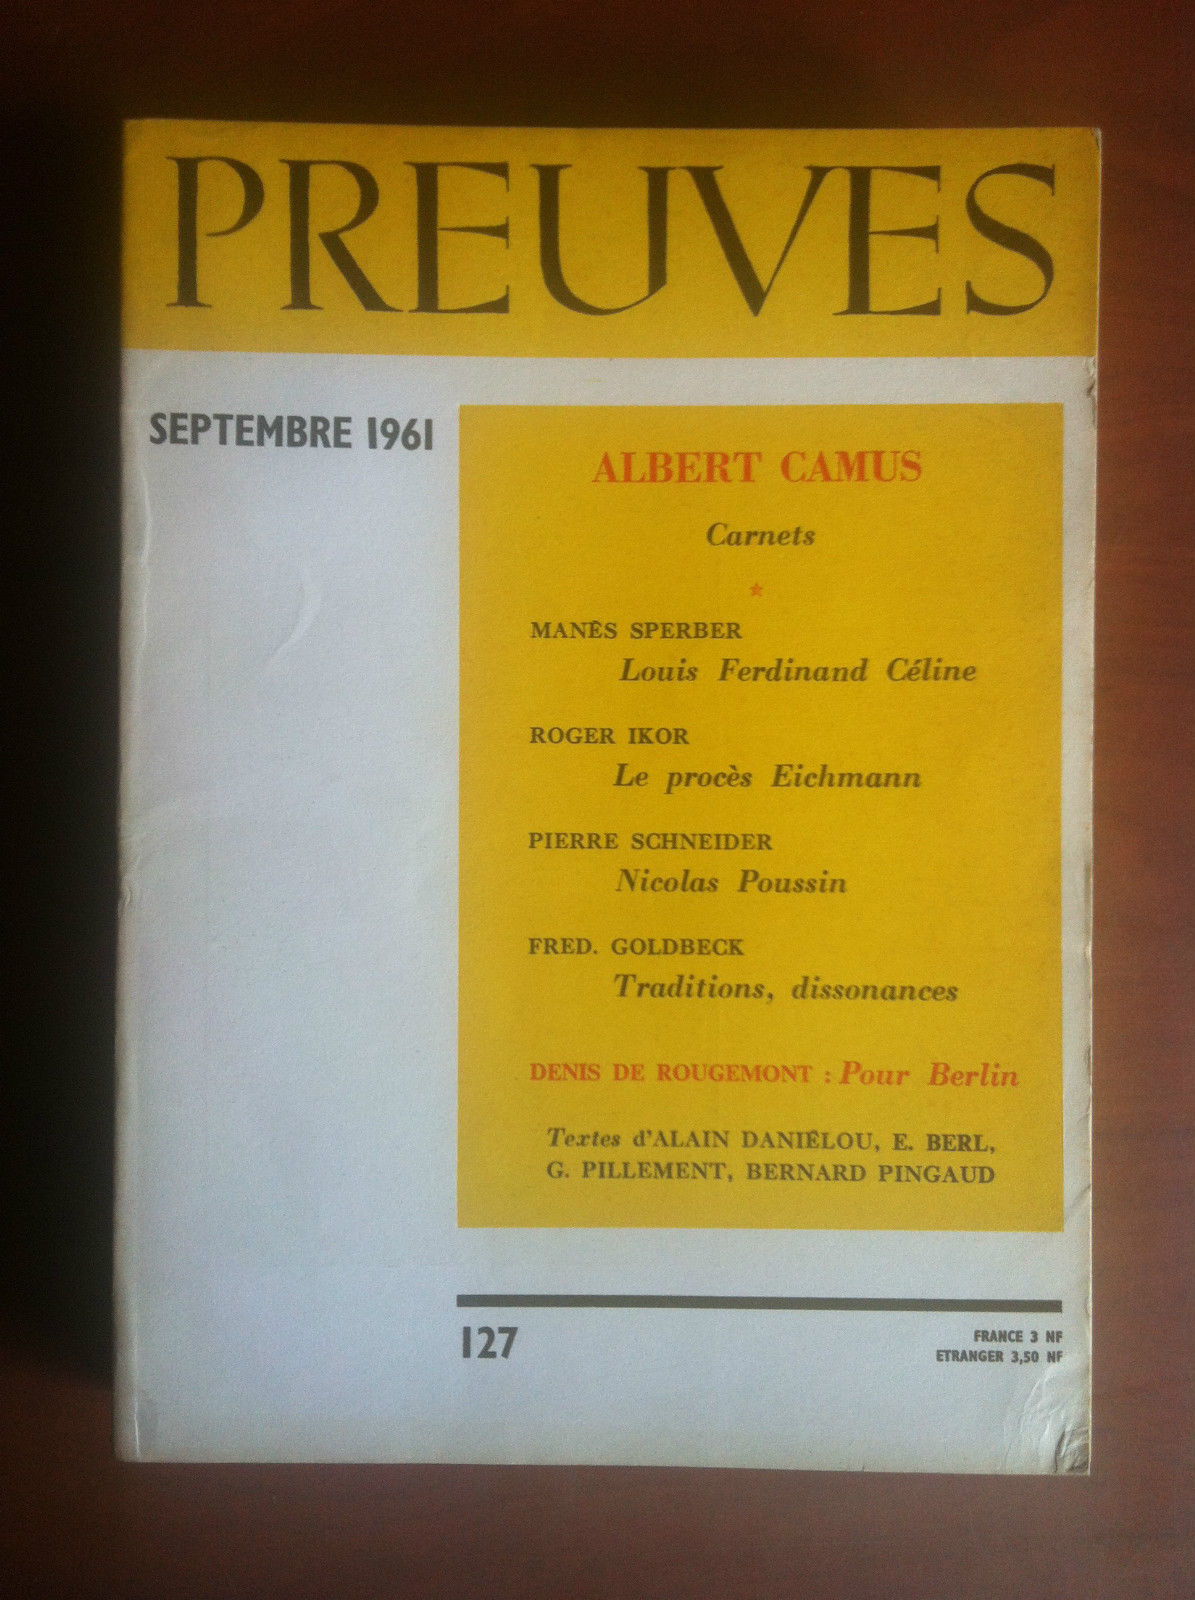 PREUVES
SEPTEMBRE 1961
ALBERT CAMUS
Carnets
MANÈS SPERBER
Louis Ferdinand Céline
ROGER IKOR
Le procès Eichmann
PIERRE SCHNEIDER
Nicolas Poussin
FRED. GOLDBECK
Traditions, dissonances
DENIS DE ROUGEMONT : Pour Berlin
Textes d'ALAIN DANIÉLOU, E. BERL,
G. PILLEMENT, BERNARD PINGAUD
127
FRANCE 3 NF
ETRANGER 3,50 NF